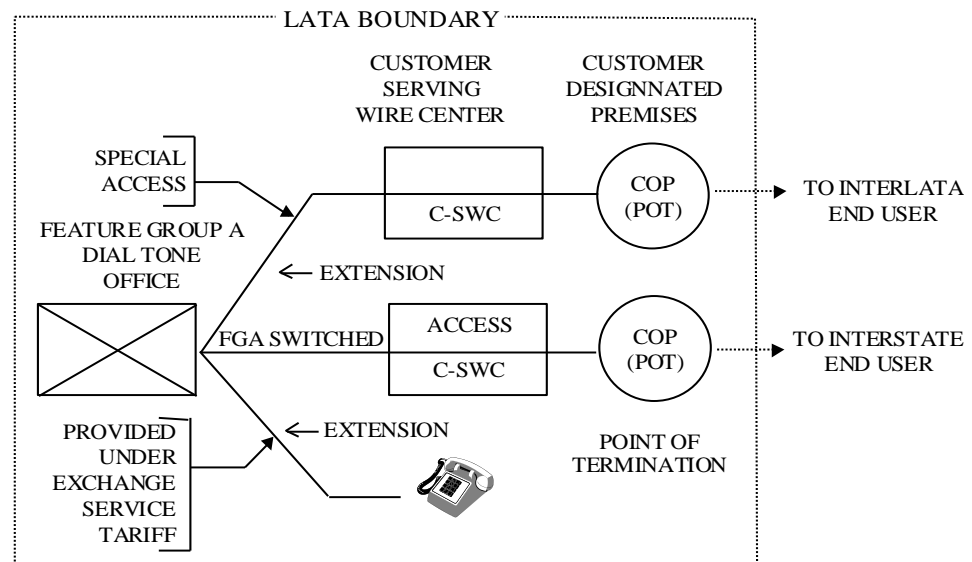 LATA BOUNDARY
CUSTOMER
SERVING
WIRE CENTER
CUSTOMER
DESIGNNATED
PREMISES
SPECIAL
ACCESS
COP
(POT)
C-SWC
TO INTERLATA
END USER
FEATURE GROUP A
DIAL TONE
OFFICE
EXTENSION
FGA SWITCHED
ACCESS
C-SWC
COP
(POT)
TO INTERSTATE
END USER
PROVIDED
UNDER
EXCHANGE
SERVICE
TARIFF
EXTENSION
POINT OF
TERMINATION